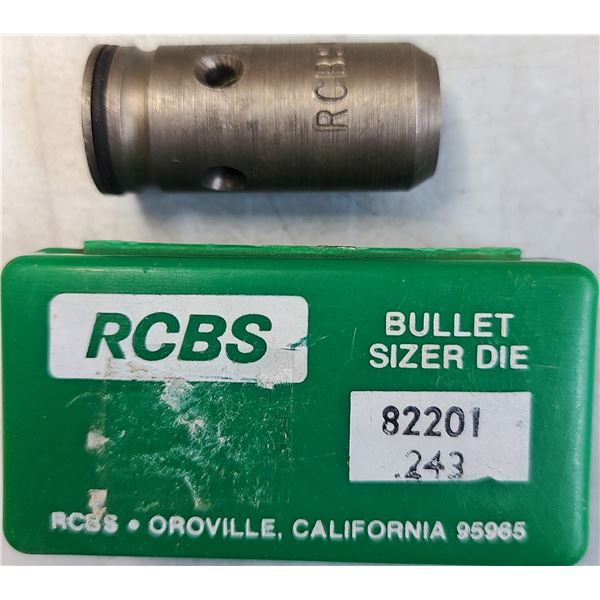 RCBS
RCBS
BULLET
SIZER DIE
82201
.243
RCBS • OROVILLE, CALIFORNIA 95965